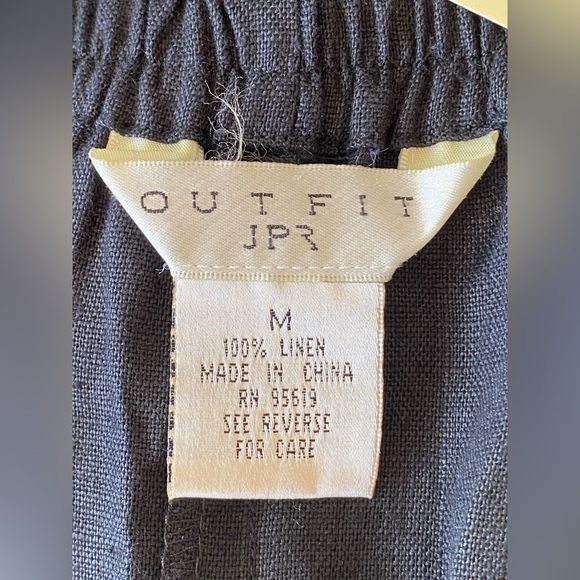 OUTFIT
JPR
M
100% LINEN
MADE IN CHINA
RN 95619
SEE REVERSE
FOR CARE